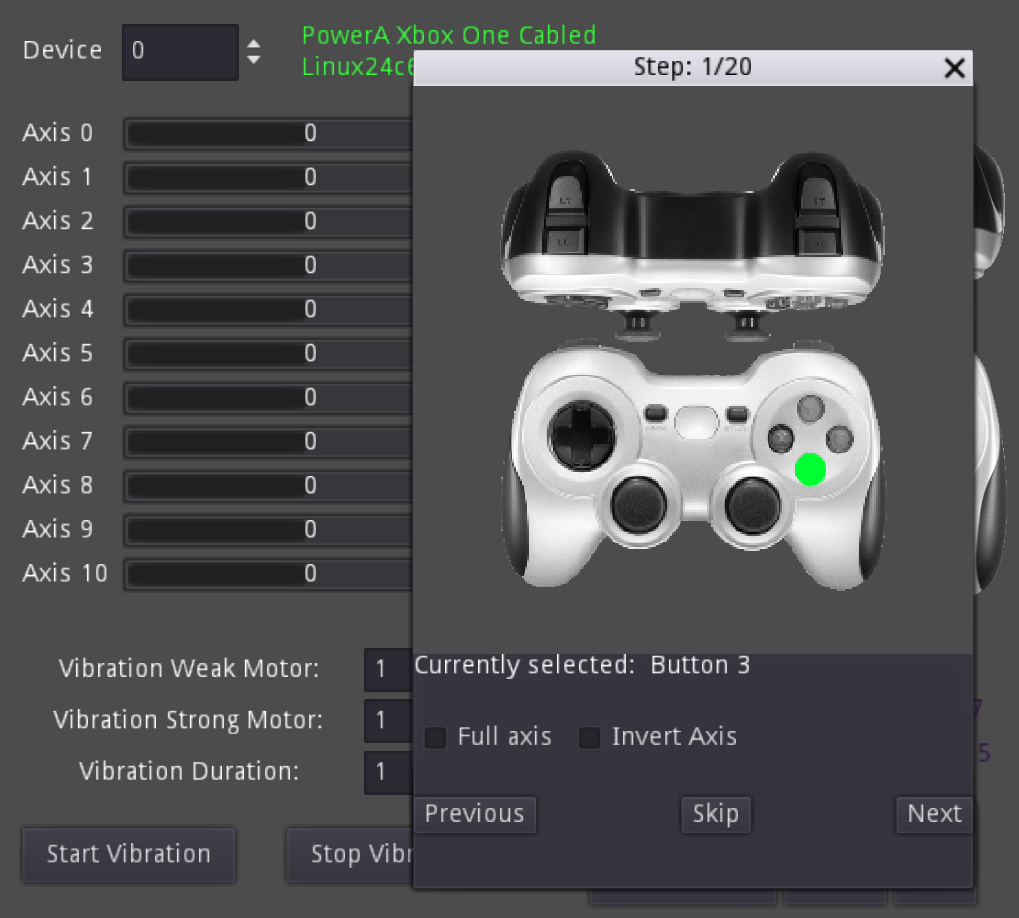 Device
0
PowerA Xbox One Cabled
Linux24c6
Step: 1/20
Axis 0
0
Axis 1
0
Axis 2
0
Axis 3
0
Axis 4
0
Axis 5
0
Axis 6
0
Axis 7
0
Axis 8
0
Axis 9
0
Axis 10
0
LT
Currently selected: Button 3
Full axis
Invert Axis
Vibration Weak Motor:
1
Vibration Strong Motor:
1
Vibration Duration:
1
7
5
Previous
Skip
Next
Start Vibration
Stop Vibr